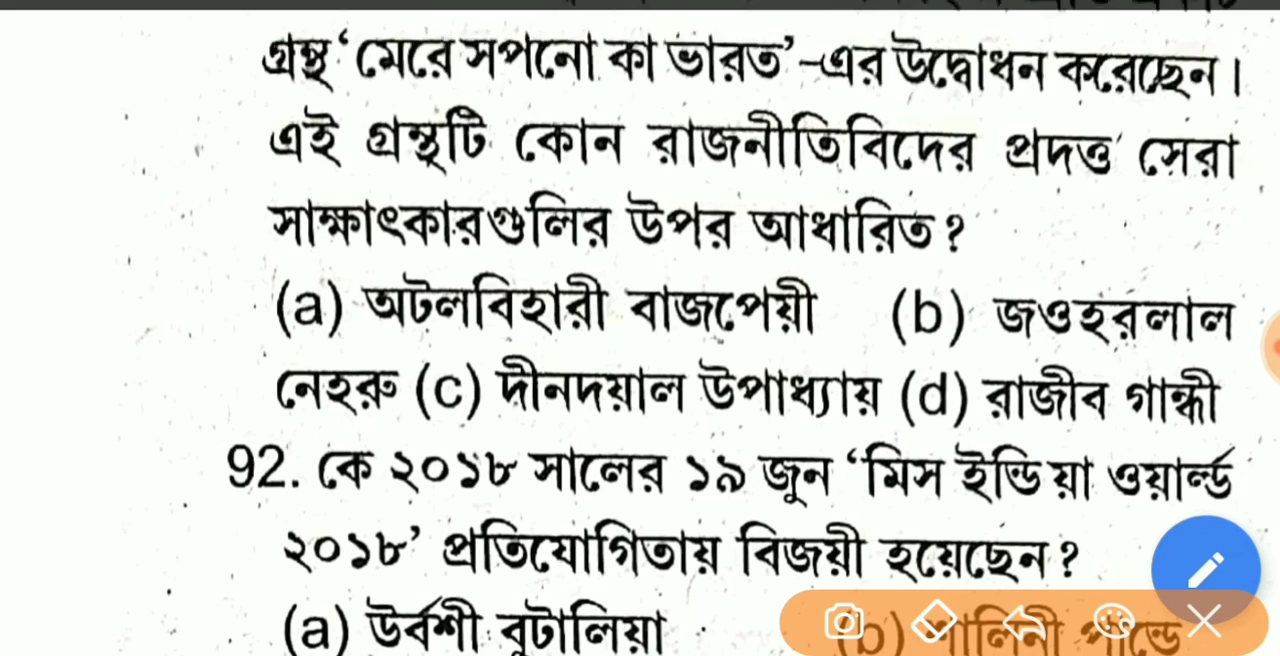 গ্রন্থ ‘মেরে সপনো কা ভারত’-এর উদ্বোধন করেছেন।
এই গ্রন্থটি কোন রাজনীতিবিদের প্রদত্ত সেরা
সাক্ষাৎকারগুলির উপর আধারিত?
(a) অটলবিহারী বাজপেয়ী (b) জওহরলাল
নেহরু (c) দীনদয়াল উপাধ্যায় (d) রাজীব গান্ধী
92. কে ২০১৮ সালের ১৯ জুন ‘মিস ইন্ডিয়া ওয়ার্ল্ড
২০১৮’ প্রতিযোগিতায় বিজয়ী হয়েছেন?
(a) উর্বশী বুটালিয়া (b) শালিনী পান্ডে